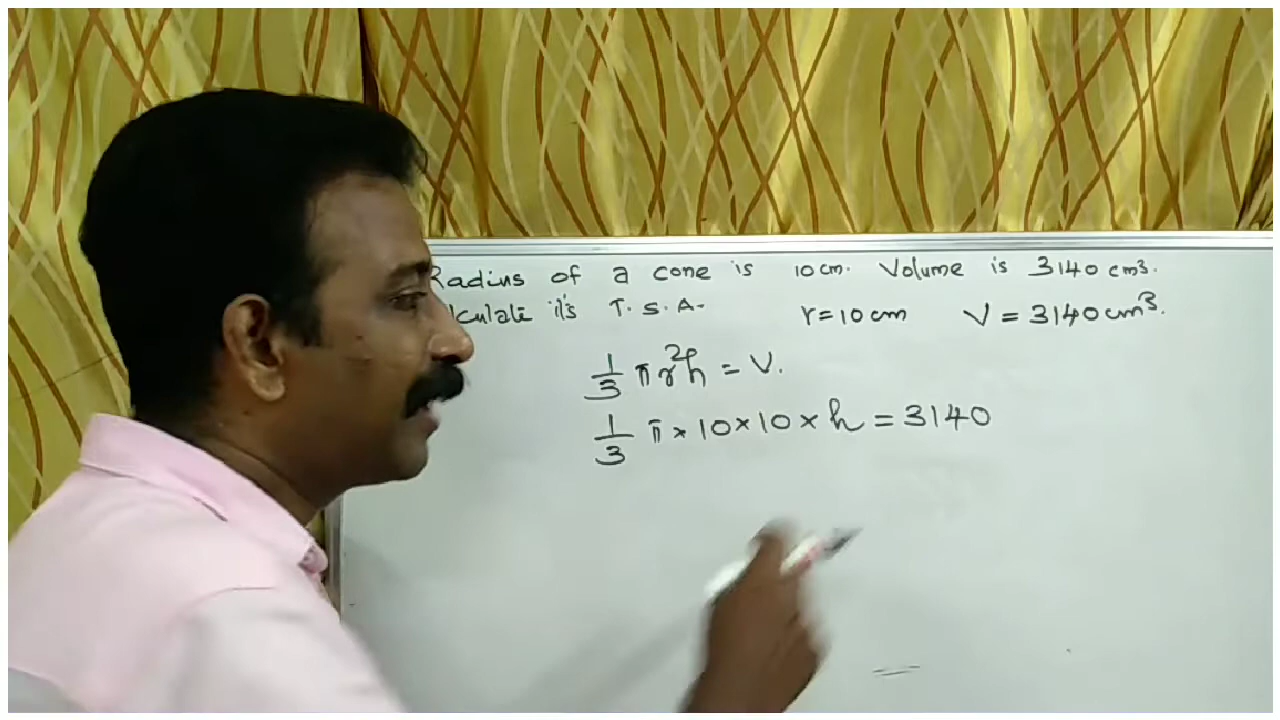 Radius of a cone is 10 cm. Volume is 3140 cm³.
lculate it's T. S. A.   r = 10 cm   V = 3140 cm³.
1/3 π r²h = V.
1/3 π × 10 × 10 × h = 3140